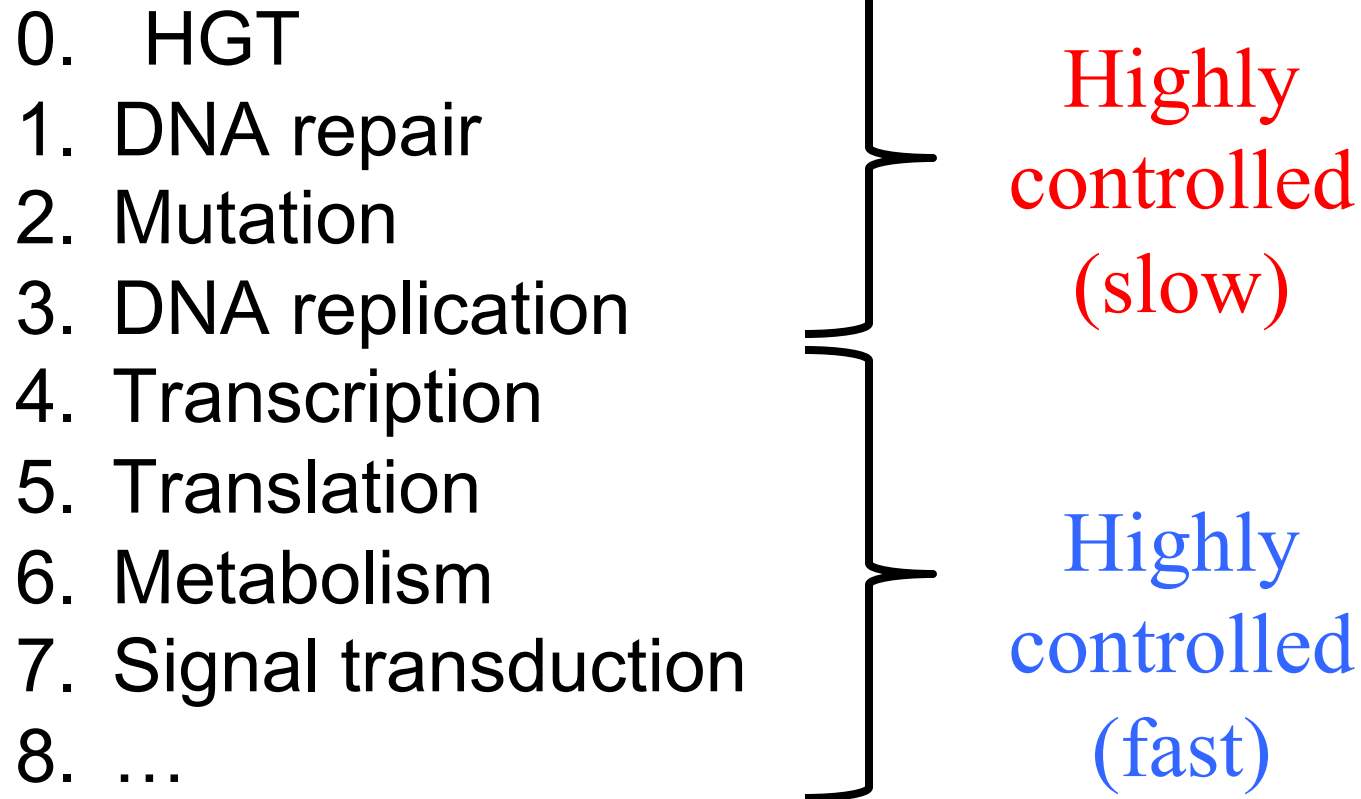 0. HGT
1. DNA repair
2. Mutation
3. DNA replication
4. Transcription
5. Translation
6. Metabolism
7. Signal transduction
8. …
Highly
controlled
(slow)
Highly
controlled
(fast)